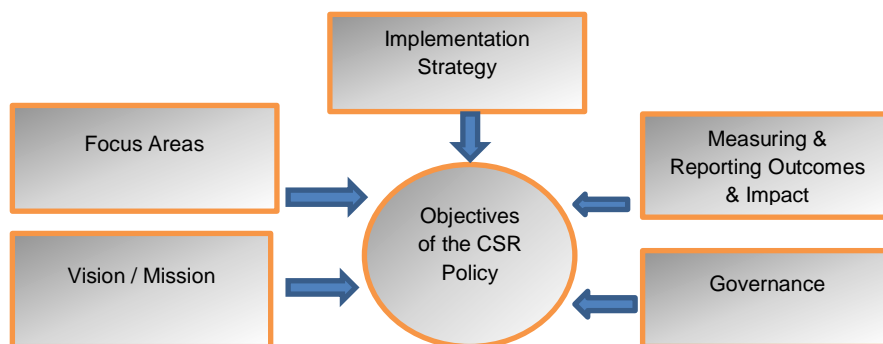 Implementation
Strategy
Focus Areas
Measuring &
Reporting Outcomes
& Impact
Objectives
of the CSR
Policy
Vision / Mission
Governance